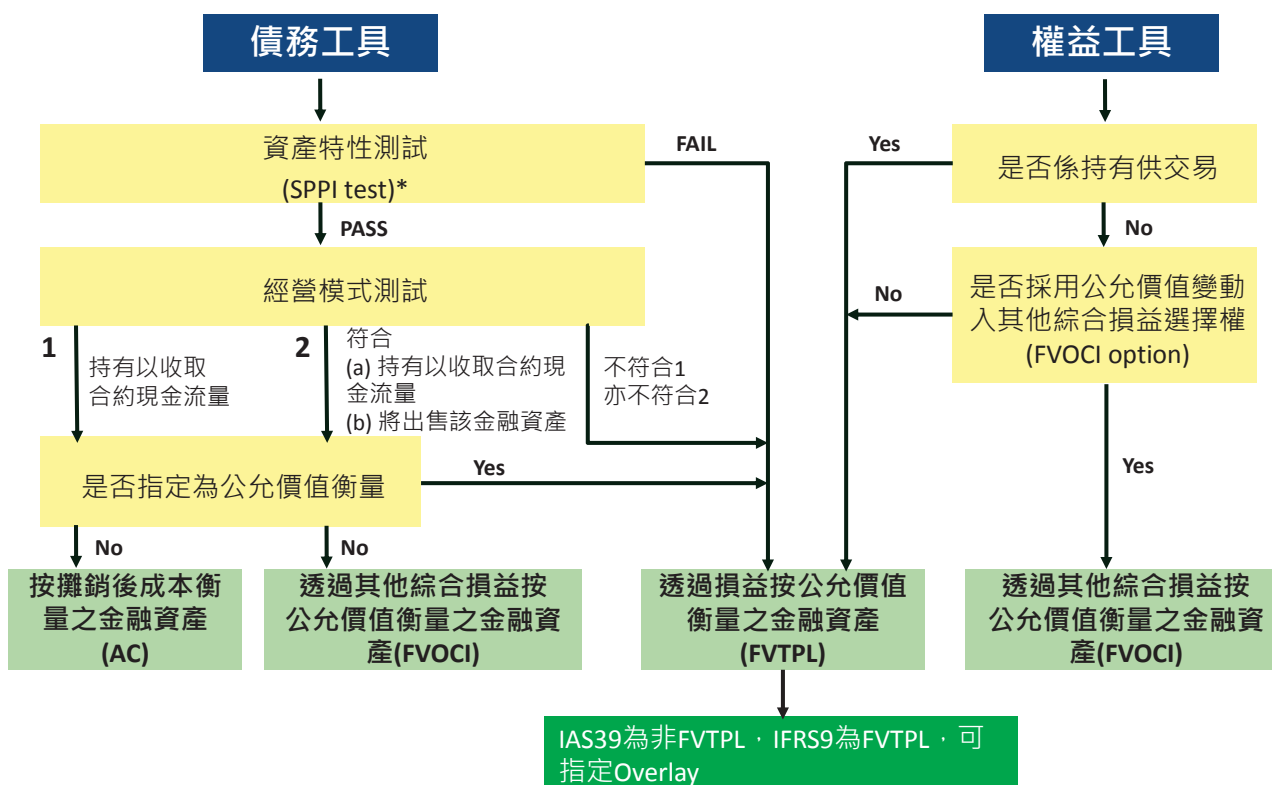 債務工具
權益工具
資產特性測試
(SPPI test)*
FAIL
Yes
是否係持有供交易
PASS
No
經營模式測試
No
是否採用公允價值變動
入其他綜合損益選擇權
(FVOCI option)
1
持有以收取
合約現金流量
2
符合
(a) 持有以收取合約現
金流量
(b) 將出售該金融資產
不符合1
亦不符合2
是否指定為公允價值衡量
Yes
Yes
No
No
按攤銷後成本衡
量之金融資產
(AC)
透過其他綜合損益按
公允價值衡量之金融資
產(FVOCI)
透過損益按公允價值
衡量之金融資產
(FVTPL)
透過其他綜合損益按
公允價值衡量之金融資
產(FVOCI)
IAS39為非FVTPL，IFRS9為FVTPL，可
指定Overlay